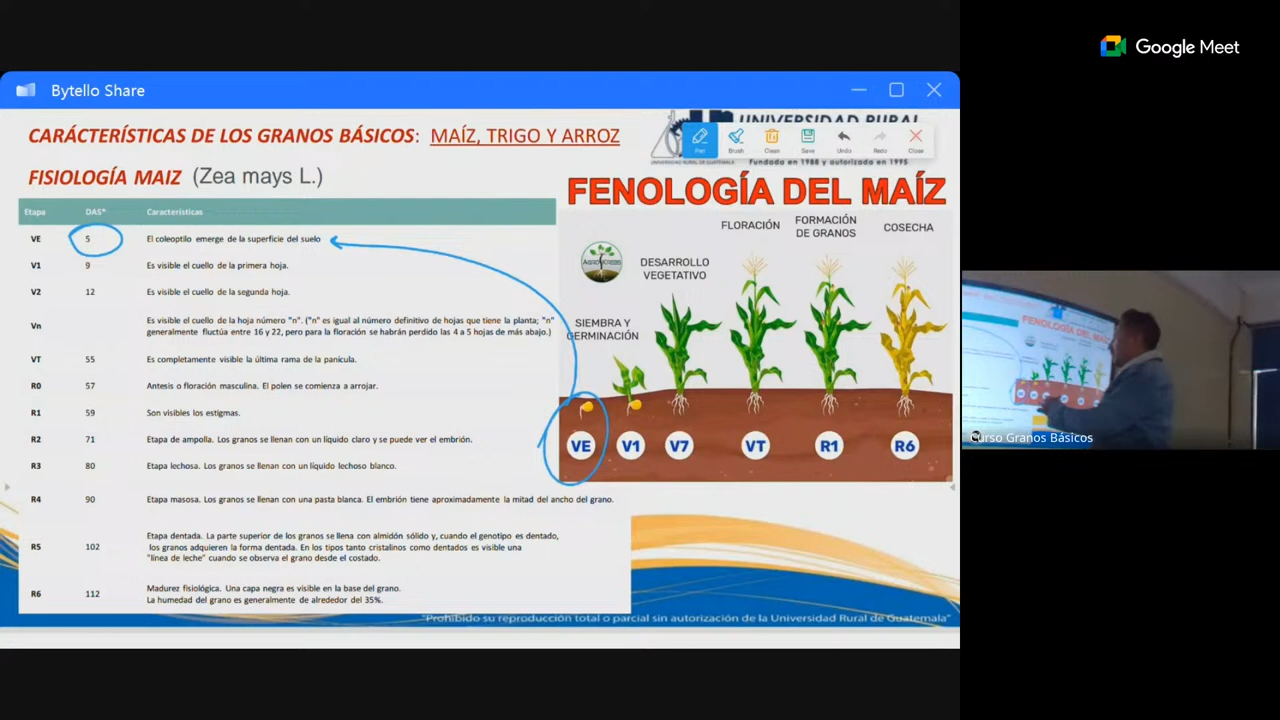 Google Meet
Bytello Share
CARÁCTERÍSTICAS DE LOS GRANOS BÁSICOS: MAÍZ, TRIGO Y ARROZ
UNIVERSIDAD RURAL
Pen Brush Clean Save Undo Redo Close
UNIVERSIDAD RURAL DE GUATEMALA
Fundada en 1988 y autorizada en 1995
FISIOLOGÍA MAIZ (Zea mays L.)
Etapa DAS* Características
VE 5 El coleoptilo emerge de la superficie del suelo
V1 9 Es visible el cuello de la primera hoja.
V2 12 Es visible el cuello de la segunda hoja.
Vn Es visible el cuello de la hoja número "n". ("n" es igual al número definitivo de hojas que tiene la planta; "n"
generalmente fluctúa entre 16 y 22, pero para la floración se habrán perdido las 4 a 5 hojas de más abajo.)
VT 55 Es completamente visible la última rama de la panícula.
R0 57 Antesis o floración masculina. El polen se comienza a arrojar.
R1 59 Son visibles los estigmas.
R2 71 Etapa de ampolla. Los granos se llenan con un líquido claro y se puede ver el embrión.
R3 80 Etapa lechosa. Los granos se llenan con un líquido lechoso blanco.
R4 90 Etapa masosa. Los granos se llenan con una pasta blanca. El embrión tiene aproximadamente la mitad del ancho del grano.
R5 102 Etapa dentada. La parte superior de los granos se llena con almidón sólido y, cuando el genotipo es dentado,
los granos adquieren la forma dentada. En los tipos tanto cristalinos como dentados es visible una
"línea de leche" cuando se observa el grano desde el costado.
R6 112 Madurez fisiológica. Una capa negra es visible en la base del grano.
La humedad del grano es generalmente de alrededor del 35%.
FENOLOGÍA DEL MAÍZ
SIEMBRA Y
GERMINACIÓN
DESARROLLO
VEGETATIVO
FLORACIÓN
FORMACIÓN
DE GRANOS
COSECHA
VE V1 V7 VT R1 R6
"Prohibido su reproducción total o parcial sin autorización de la Universidad Rural de Guatemala"
FENOLOGÍA DEL MAÍZ
Curso Granos Básicos